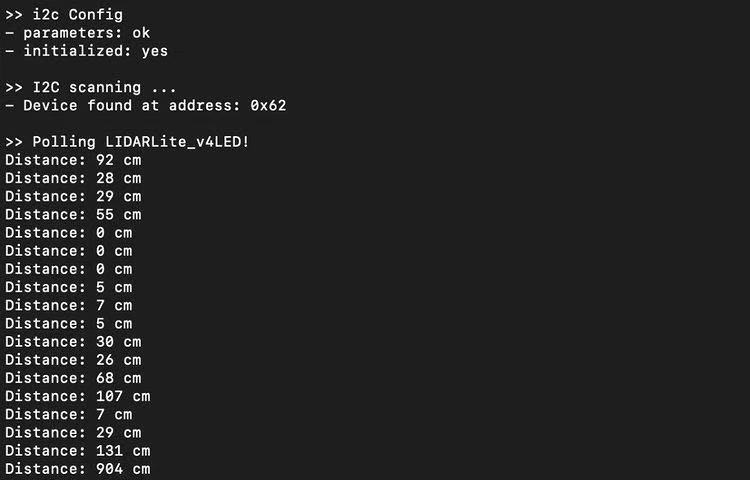 >> i2c Config
- parameters: ok
- initialized: yes
>> I2C scanning ...
- Device found at address: 0x62
>> Polling LIDARLite_v4LED!
Distance: 92 cm
Distance: 28 cm
Distance: 29 cm
Distance: 55 cm
Distance: 0 cm
Distance: 0 cm
Distance: 0 cm
Distance: 5 cm
Distance: 7 cm
Distance: 5 cm
Distance: 30 cm
Distance: 26 cm
Distance: 68 cm
Distance: 107 cm
Distance: 7 cm
Distance: 29 cm
Distance: 131 cm
Distance: 904 cm